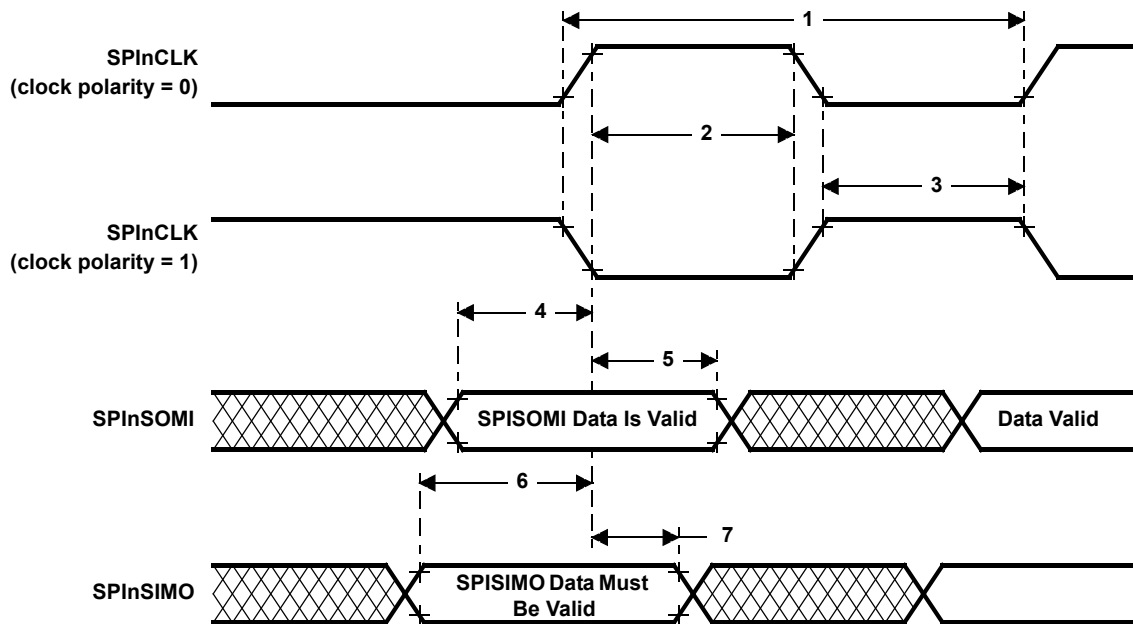 1
SPInCLK
(clock polarity = 0)
2
3
SPInCLK
(clock polarity = 1)
4
5
SPInSOMI
SPISOMI Data Is Valid
Data Valid
6
7
SPInSIMO
SPISIMO Data Must
Be Valid